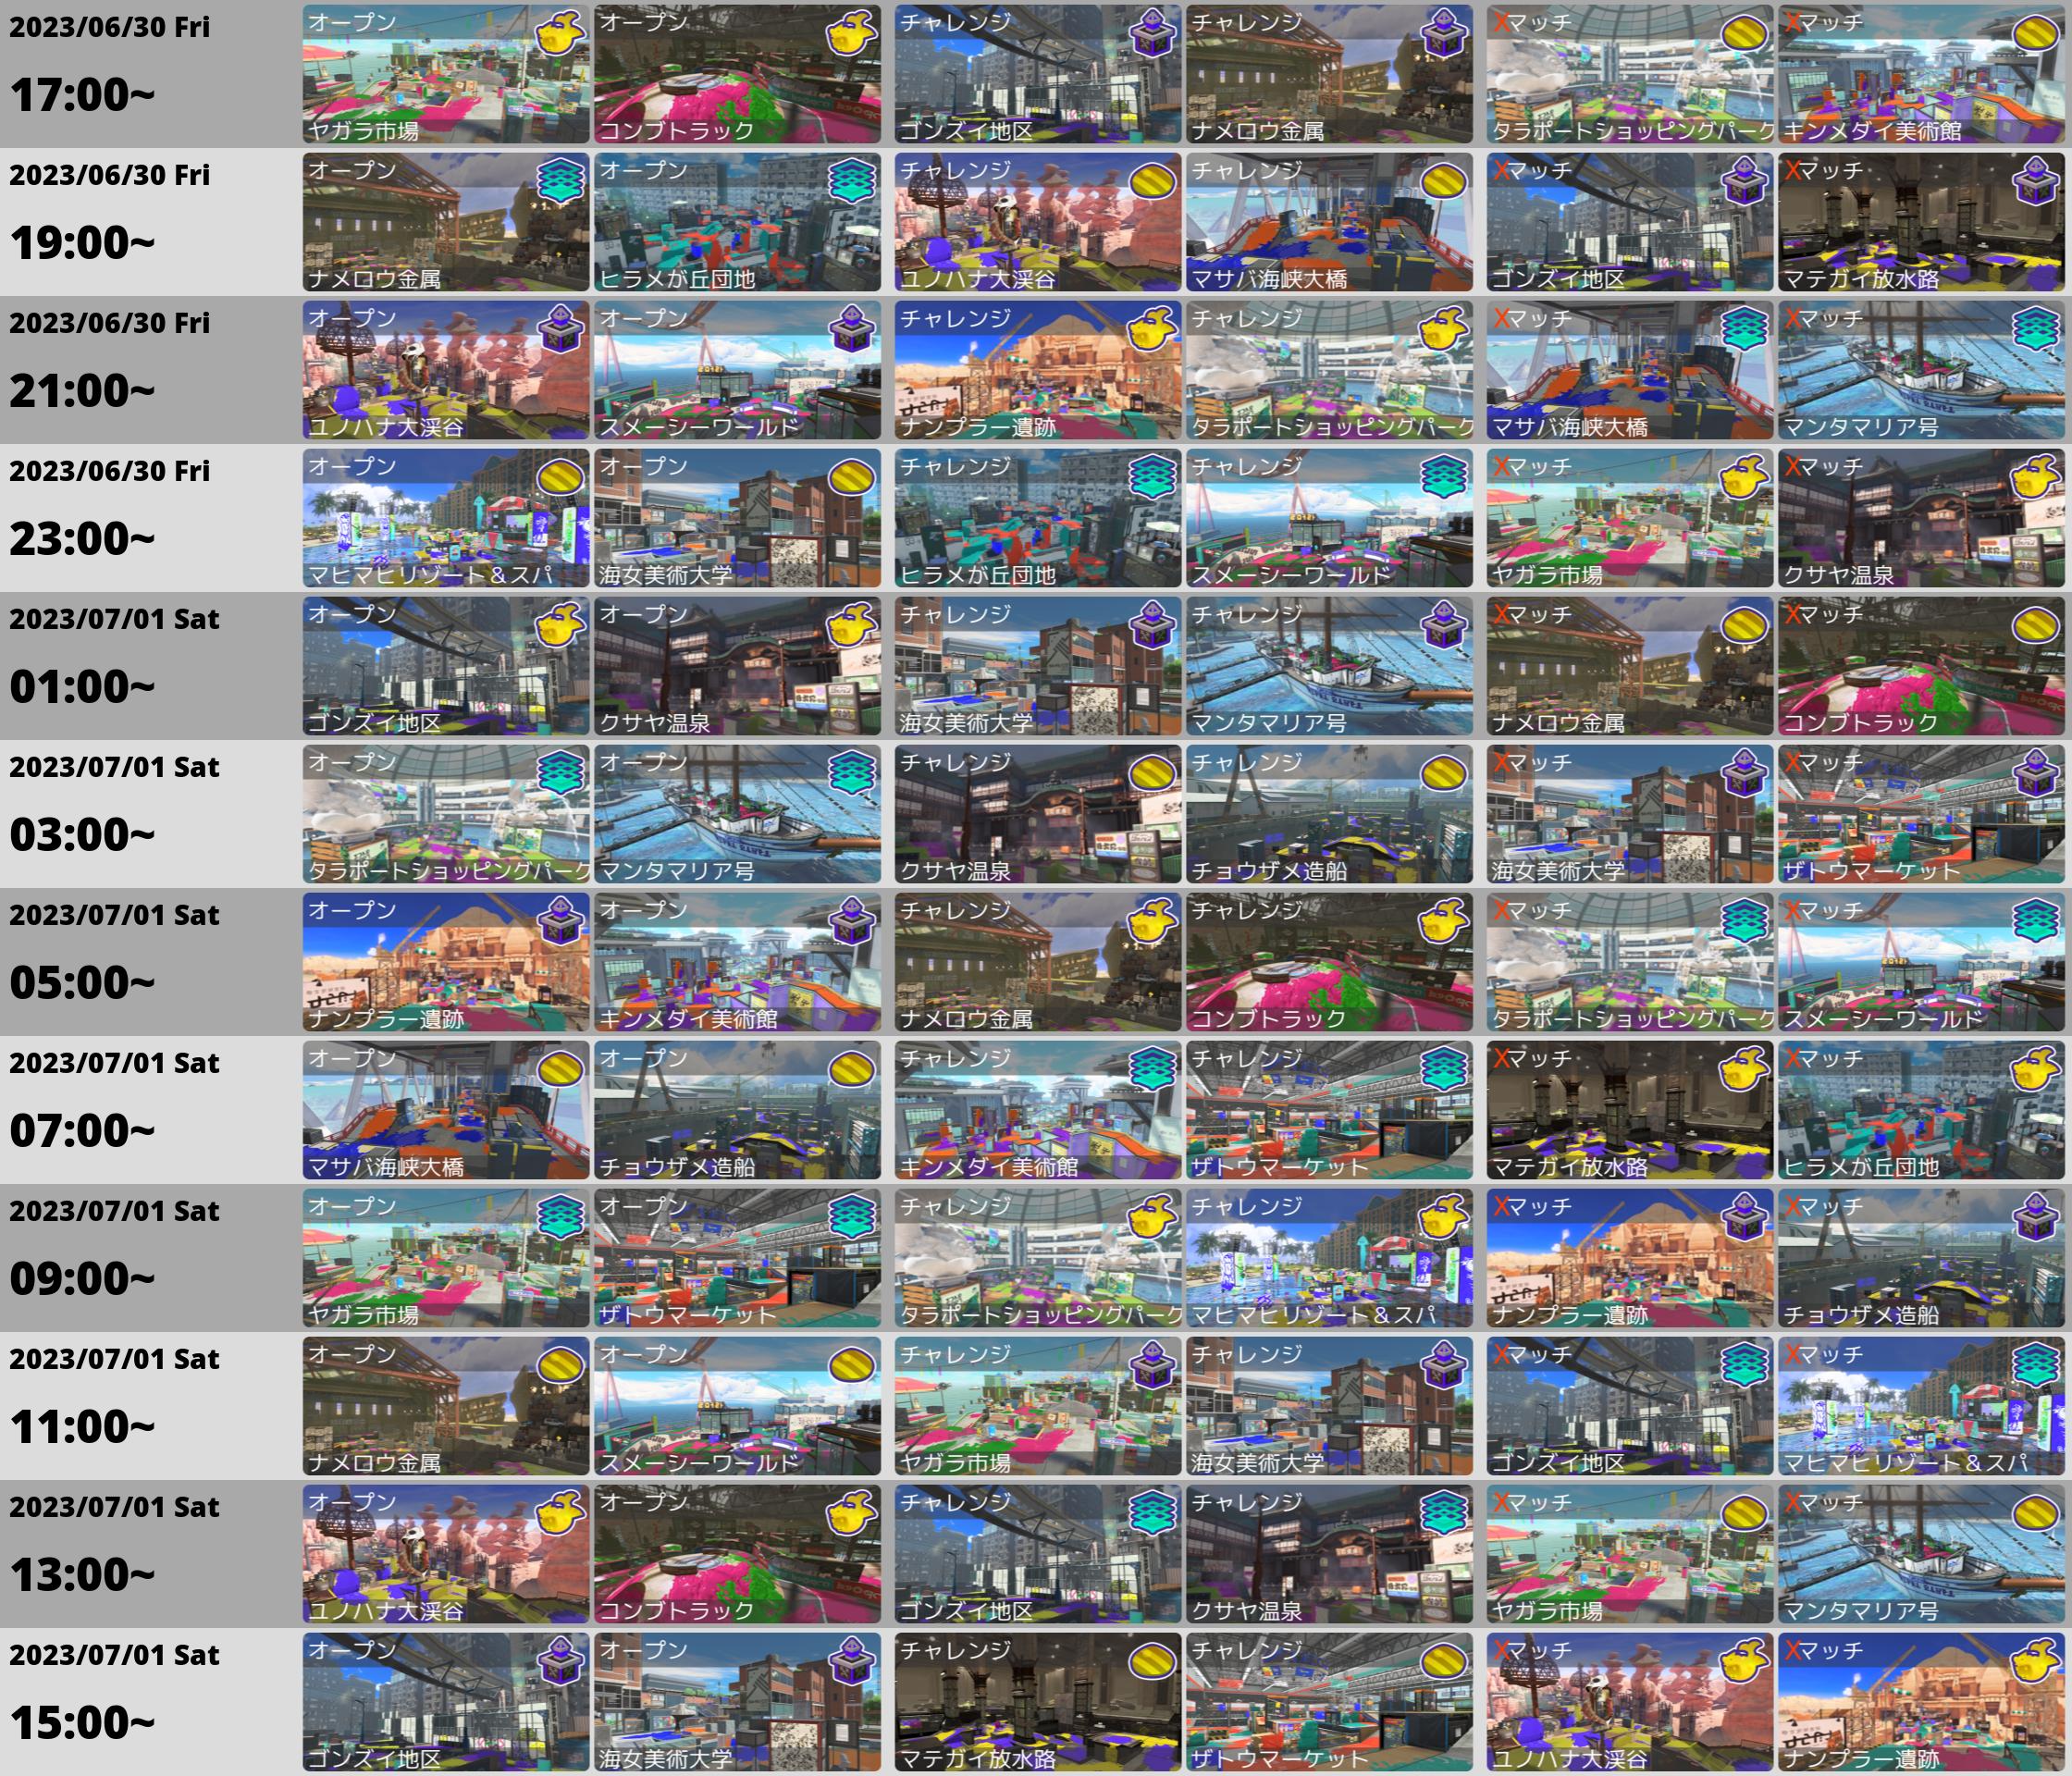 2023/06/30 Fri
17:00~
オープン
ヤガラ市場
オープン
コンブトラック
チャレンジ
ゴンズイ地区
チャレンジ
ナメロウ金属
Xマッチ
タラポートショッピングパーク
Xマッチ
キンメダイ美術館
2023/06/30 Fri
19:00~
オープン
ナメロウ金属
オープン
ヒラメが丘団地
チャレンジ
ユノハナ大渓谷
チャレンジ
マサバ海峡大橋
Xマッチ
ゴンズイ地区
Xマッチ
マテガイ放水路
2023/06/30 Fri
21:00~
オープン
ユノハナ大渓谷
オープン
スメーシーワールド
チャレンジ
ナンプラー遺跡
チャレンジ
タラポートショッピングパーク
Xマッチ
マサバ海峡大橋
Xマッチ
マンタマリア号
2023/06/30 Fri
23:00~
オープン
マヒマヒリゾート＆スパ
オープン
海女美術大学
チャレンジ
ヒラメが丘団地
チャレンジ
スメーシーワールド
Xマッチ
ヤガラ市場
Xマッチ
クサヤ温泉
2023/07/01 Sat
01:00~
オープン
ゴンズイ地区
オープン
クサヤ温泉
チャレンジ
海女美術大学
チャレンジ
マンタマリア号
Xマッチ
ナメロウ金属
Xマッチ
コンブトラック
2023/07/01 Sat
03:00~
オープン
タラポートショッピングパーク
オープン
マンタマリア号
チャレンジ
クサヤ温泉
チャレンジ
チョウザメ造船
Xマッチ
海女美術大学
Xマッチ
ザトウマーケット
2023/07/01 Sat
05:00~
オープン
ナンプラー遺跡
オープン
キンメダイ美術館
チャレンジ
ナメロウ金属
チャレンジ
コンブトラック
Xマッチ
タラポートショッピングパーク
Xマッチ
スメーシーワールド
2023/07/01 Sat
07:00~
オープン
マサバ海峡大橋
オープン
チョウザメ造船
チャレンジ
キンメダイ美術館
チャレンジ
ザトウマーケット
Xマッチ
マテガイ放水路
Xマッチ
ヒラメが丘団地
2023/07/01 Sat
09:00~
オープン
ヤガラ市場
オープン
ザトウマーケット
チャレンジ
タラポートショッピングパーク
チャレンジ
マヒマヒリゾート＆スパ
Xマッチ
ナンプラー遺跡
Xマッチ
チョウザメ造船
2023/07/01 Sat
11:00~
オープン
ナメロウ金属
オープン
スメーシーワールド
チャレンジ
ヤガラ市場
チャレンジ
海女美術大学
Xマッチ
ゴンズイ地区
Xマッチ
マヒマヒリゾート＆スパ
2023/07/01 Sat
13:00~
オープン
ユノハナ大渓谷
オープン
コンブトラック
チャレンジ
ゴンズイ地区
チャレンジ
クサヤ温泉
Xマッチ
ヤガラ市場
Xマッチ
マンタマリア号
2023/07/01 Sat
15:00~
オープン
ゴンズイ地区
オープン
海女美術大学
チャレンジ
マテガイ放水路
チャレンジ
ザトウマーケット
Xマッチ
ユノハナ大渓谷
Xマッチ
ナンプラー遺跡